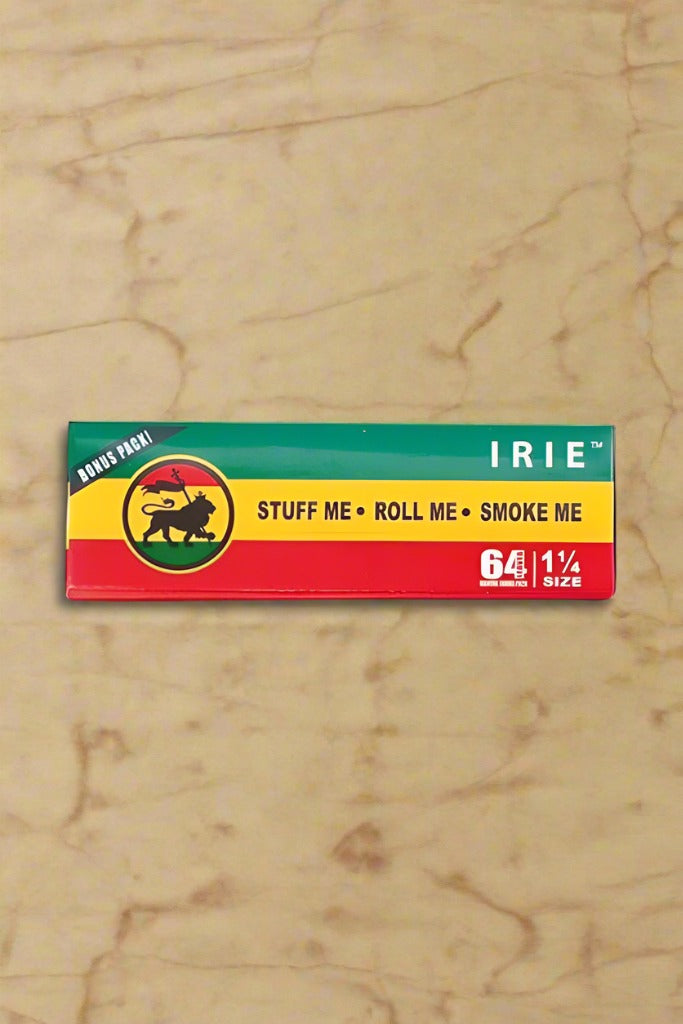 BONUS PACK!
IRIE™
STUFF ME • ROLL ME • SMOKE ME
64
1¼
SIZE